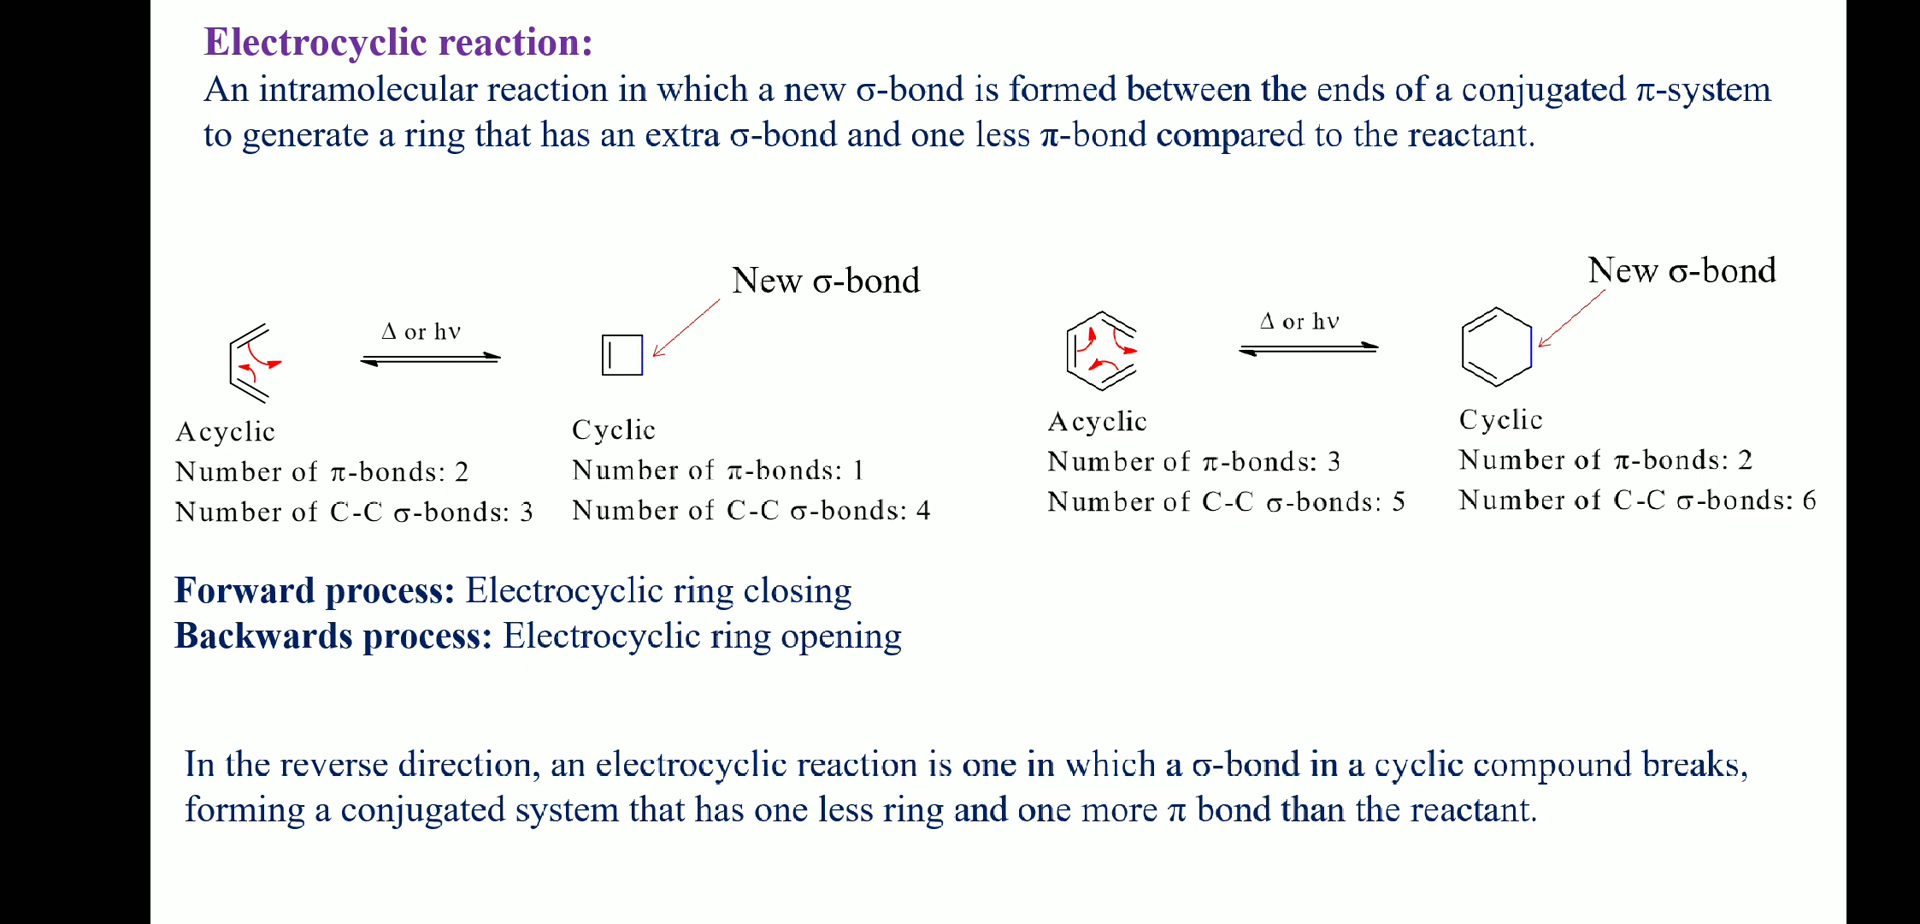 Electrocyclic reaction:
An intramolecular reaction in which a new σ-bond is formed between the ends of a conjugated π-system
to generate a ring that has an extra σ-bond and one less π-bond compared to the reactant.
New σ-bond
Δ or hν
Acyclic
Number of π-bonds: 2
Number of C-C σ-bonds: 3
Cyclic
Number of π-bonds: 1
Number of C-C σ-bonds: 4
New σ-bond
Δ or hν
Acyclic
Number of π-bonds: 3
Number of C-C σ-bonds: 5
Cyclic
Number of π-bonds: 2
Number of C-C σ-bonds: 6
Forward process: Electrocyclic ring closing
Backwards process: Electrocyclic ring opening
In the reverse direction, an electrocyclic reaction is one in which a σ-bond in a cyclic compound breaks,
forming a conjugated system that has one less ring and one more π bond than the reactant.